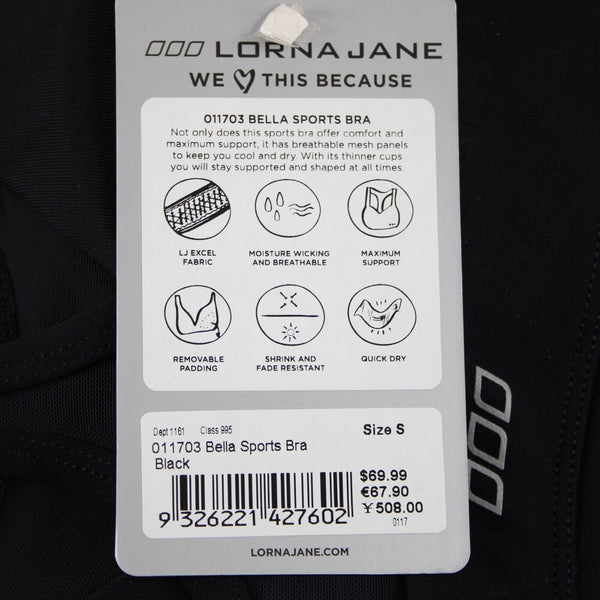 LORNA JANE
WE THIS BECAUSE
011703 BELLA SPORTS BRA
Not only does this sports bra offer comfort and
maximum support, it has breathable mesh panels
to keep you cool and dry. With its thinner cups
you will stay supported and shaped at all times.
LJ EXCEL
FABRIC
MOISTURE WICKING
AND BREATHABLE
MAXIMUM
SUPPORT
REMOVABLE
PADDING
SHRINK AND
FADE RESISTANT
QUICK DRY
Dept 1161 Class 995 Size S
011703 Bella Sports Bra
Black
$69.99
€67.90
¥508.00
0117
9 326221 427602
LORNAJANE.COM